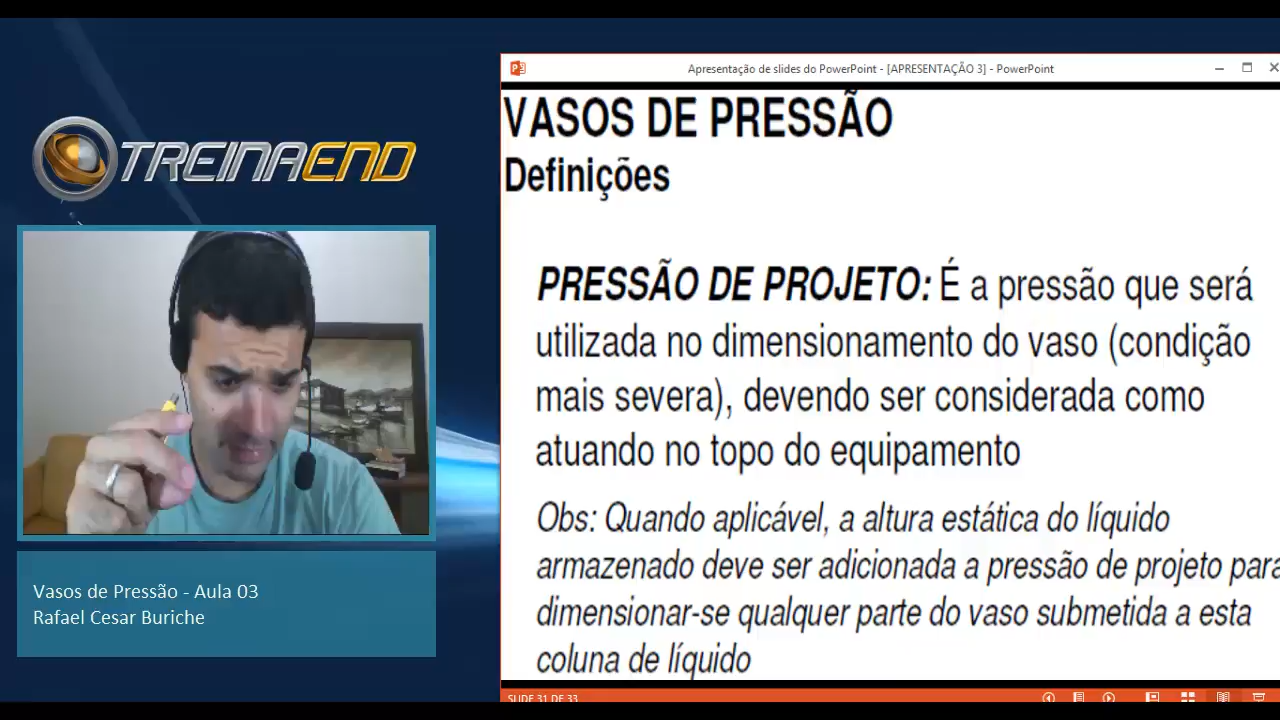 TREINAEND
Vasos de Pressão - Aula 03
Rafael Cesar Buriche
Apresentação de slides do PowerPoint - [APRESENTAÇÃO 3] - PowerPoint
VASOS DE PRESSÃO
Definições
PRESSÃO DE PROJETO: É a pressão que será
utilizada no dimensionamento do vaso (condição
mais severa), devendo ser considerada como
atuando no topo do equipamento
Obs: Quando aplicável, a altura estática do líquido
armazenado deve ser adicionada a pressão de projeto para
dimensionar-se qualquer parte do vaso submetida a esta
coluna de líquido
SLIDE 31 DE 33